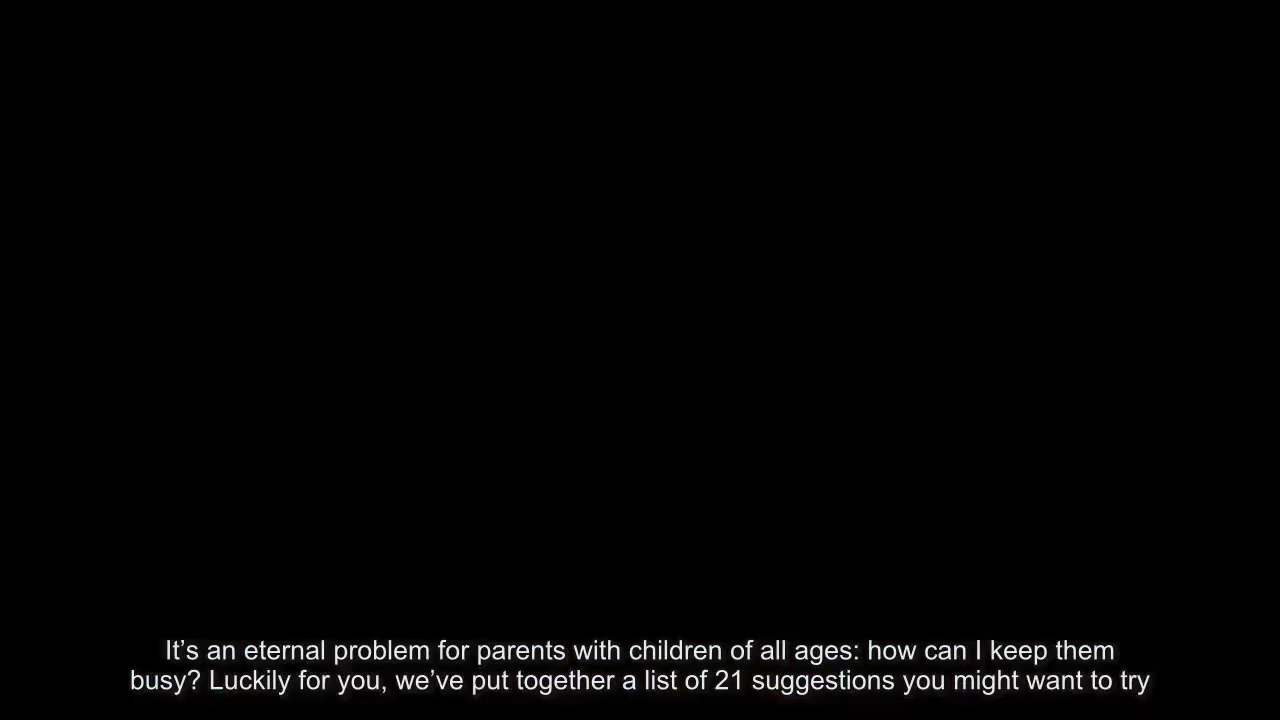 It’s an eternal problem for parents with children of all ages: how can I keep them
busy? Luckily for you, we’ve put together a list of 21 suggestions you might want to try